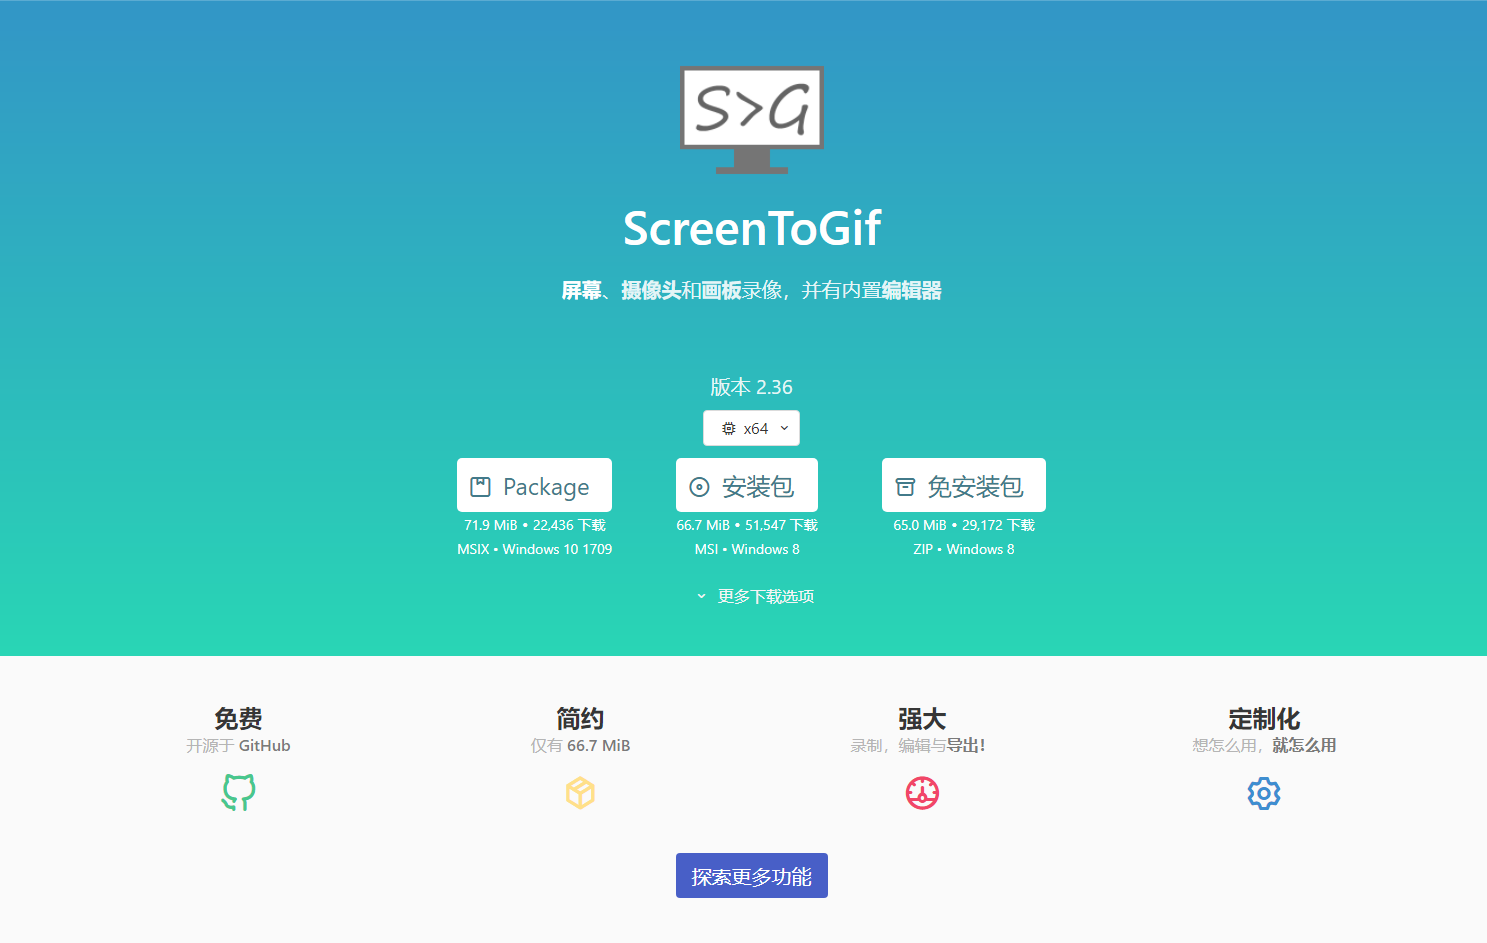 S>G
ScreenToGif
屏幕、摄像头和画板录像，并有内置编辑器
版本 2.36
x64
Package
71.9 MiB • 22,436 下载
MSIX • Windows 10 1709
安装包
66.7 MiB • 51,547 下载
MSI • Windows 8
免安装包
65.0 MiB • 29,172 下载
ZIP • Windows 8
更多下载选项
免费
开源于 GitHub
简约
仅有 66.7 MiB
强大
录制，编辑与导出！
定制化
想怎么用，就怎么用
探索更多功能